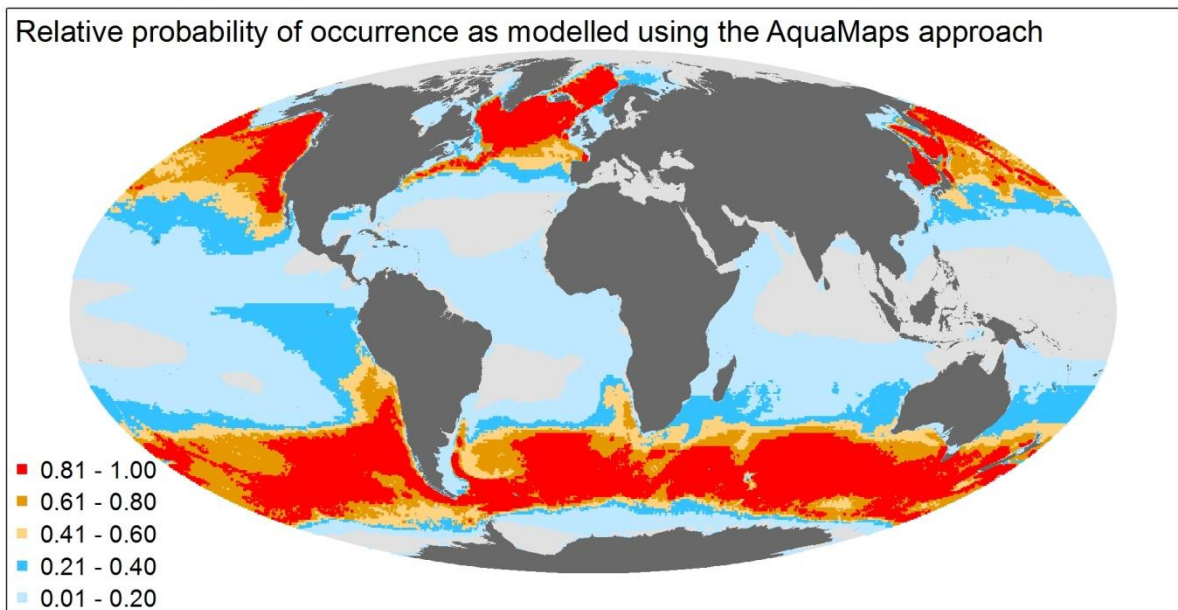 Relative probability of occurrence as modelled using the AquaMaps approach
0.81 - 1.00
0.61 - 0.80
0.41 - 0.60
0.21 - 0.40
0.01 - 0.20